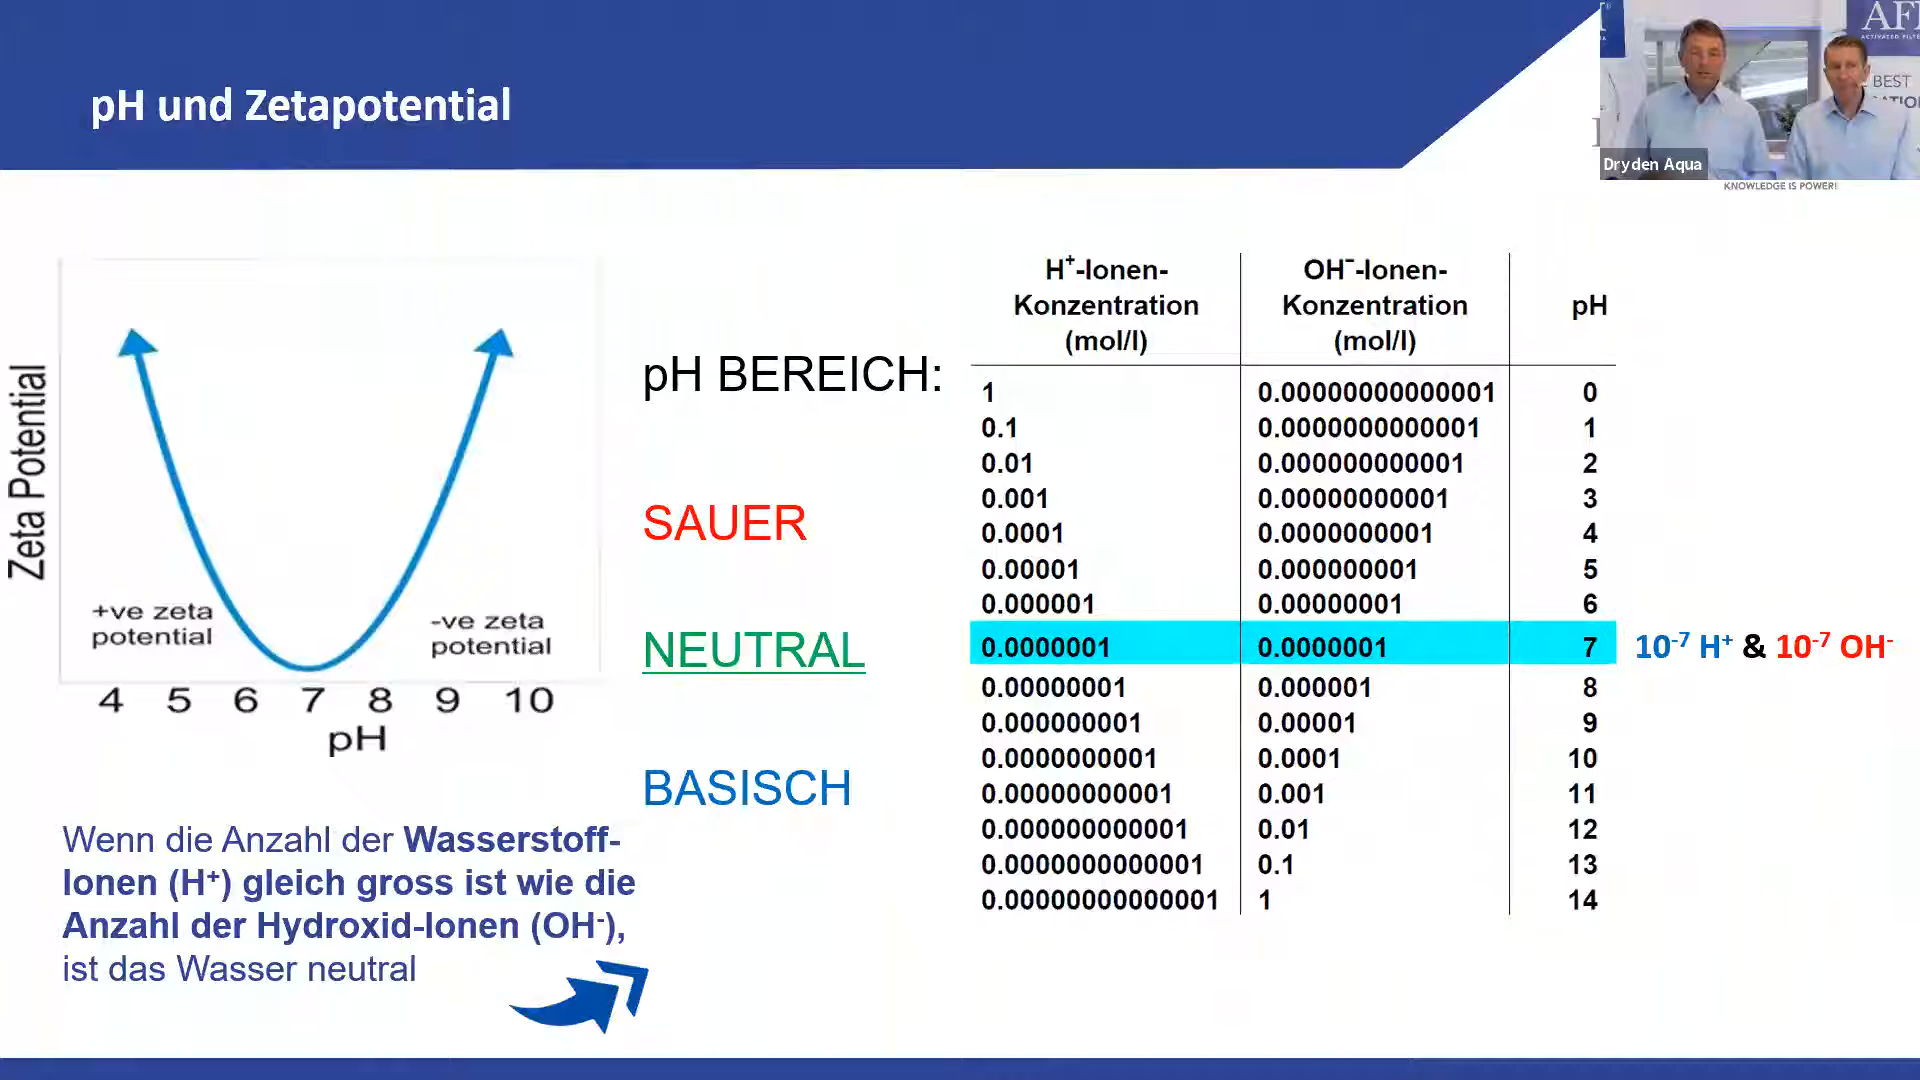 pH und Zetapotential
AFI
ACTIVATED FILTE
BEST
Dryden Aqua
KNOWLEDGE IS POWER!
Zeta Potential
+ve zeta
potential
-ve zeta
potential
4 5 6 7 8 9 10
pH
Wenn die Anzahl der Wasserstoff-
Ionen (H⁺) gleich gross ist wie die
Anzahl der Hydroxid-Ionen (OH⁻),
ist das Wasser neutral
pH BEREICH:
SAUER
NEUTRAL
BASISCH
H⁺-Ionen-Konzentration (mol/l) OH⁻-Ionen-Konzentration (mol/l) pH
1 0.00000000000001 0
0.1 0.0000000000001 1
0.01 0.000000000001 2
0.001 0.00000000001 3
0.0001 0.0000000001 4
0.00001 0.000000001 5
0.000001 0.00000001 6
0.0000001 0.0000001 7 10⁻⁷ H⁺ & 10⁻⁷ OH⁻
0.00000001 0.000001 8
0.000000001 0.00001 9
0.0000000001 0.0001 10
0.00000000001 0.001 11
0.000000000001 0.01 12
0.0000000000001 0.1 13
0.00000000000001 1 14